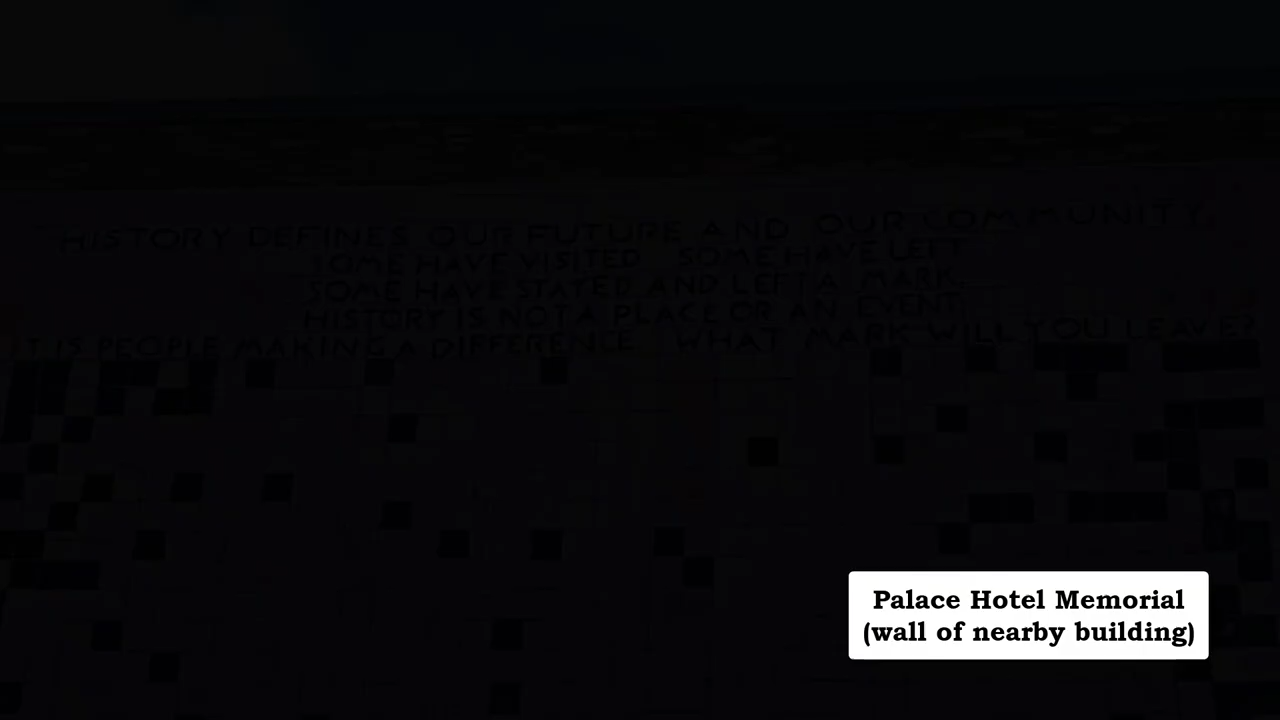 HISTORY DEFINES OUR FUTURE AND OUR COMMUNITY
SOME HAVE VISITED SOME HAVE LEFT
SOME HAVE STAYED AND LEFT A MARK
HISTORY IS NOT A PLACE OR AN EVENT
IT IS PEOPLE MAKING A DIFFERENCE WHAT MARK WILL YOU LEAVE?
Palace Hotel Memorial
(wall of nearby building)